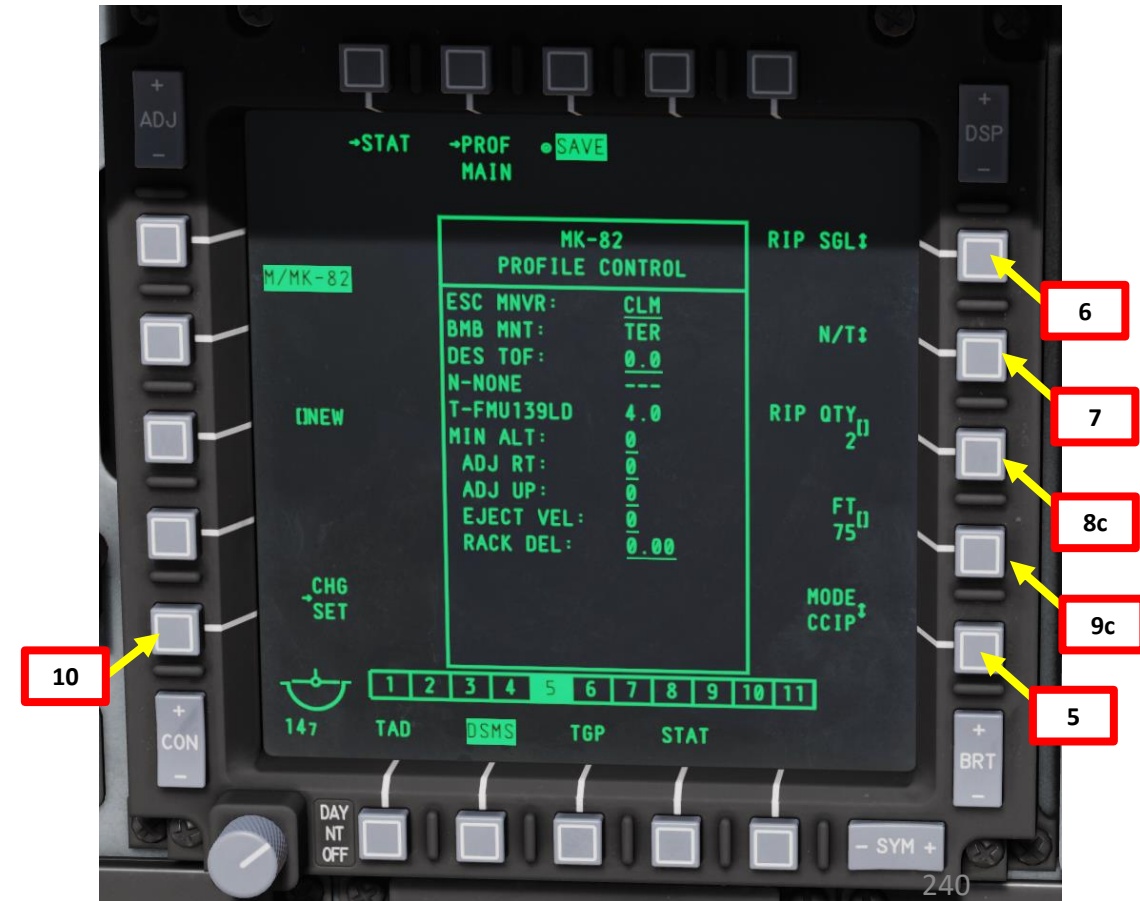 +
ADJ
-
+
DSP
-
→STAT
→PROF
MAIN
●SAVE
MK-82
PROFILE CONTROL
RIP SGL↕
M/MK-82
ESC MNVR: CLM
BMB MNT: TER
DES TOF: 0.0
N-NONE ---
T-FMU139LD 4.0
MIN ALT: 0
ADJ RT: 0
ADJ UP: 0
EJECT VEL: 0
RACK DEL: 0.00
N/T↕
[]NEW
RIP QTY[]
2
FT[]
75
→CHG
SET
MODE↕
CCIP
6
7
8c
9c
5
10
1 2 3 4 5 6 7 8 9 10 11
147
TAD
DSMS
TGP
STAT
+
CON
-
+
BRT
-
DAY
NT
OFF
- SYM +
240